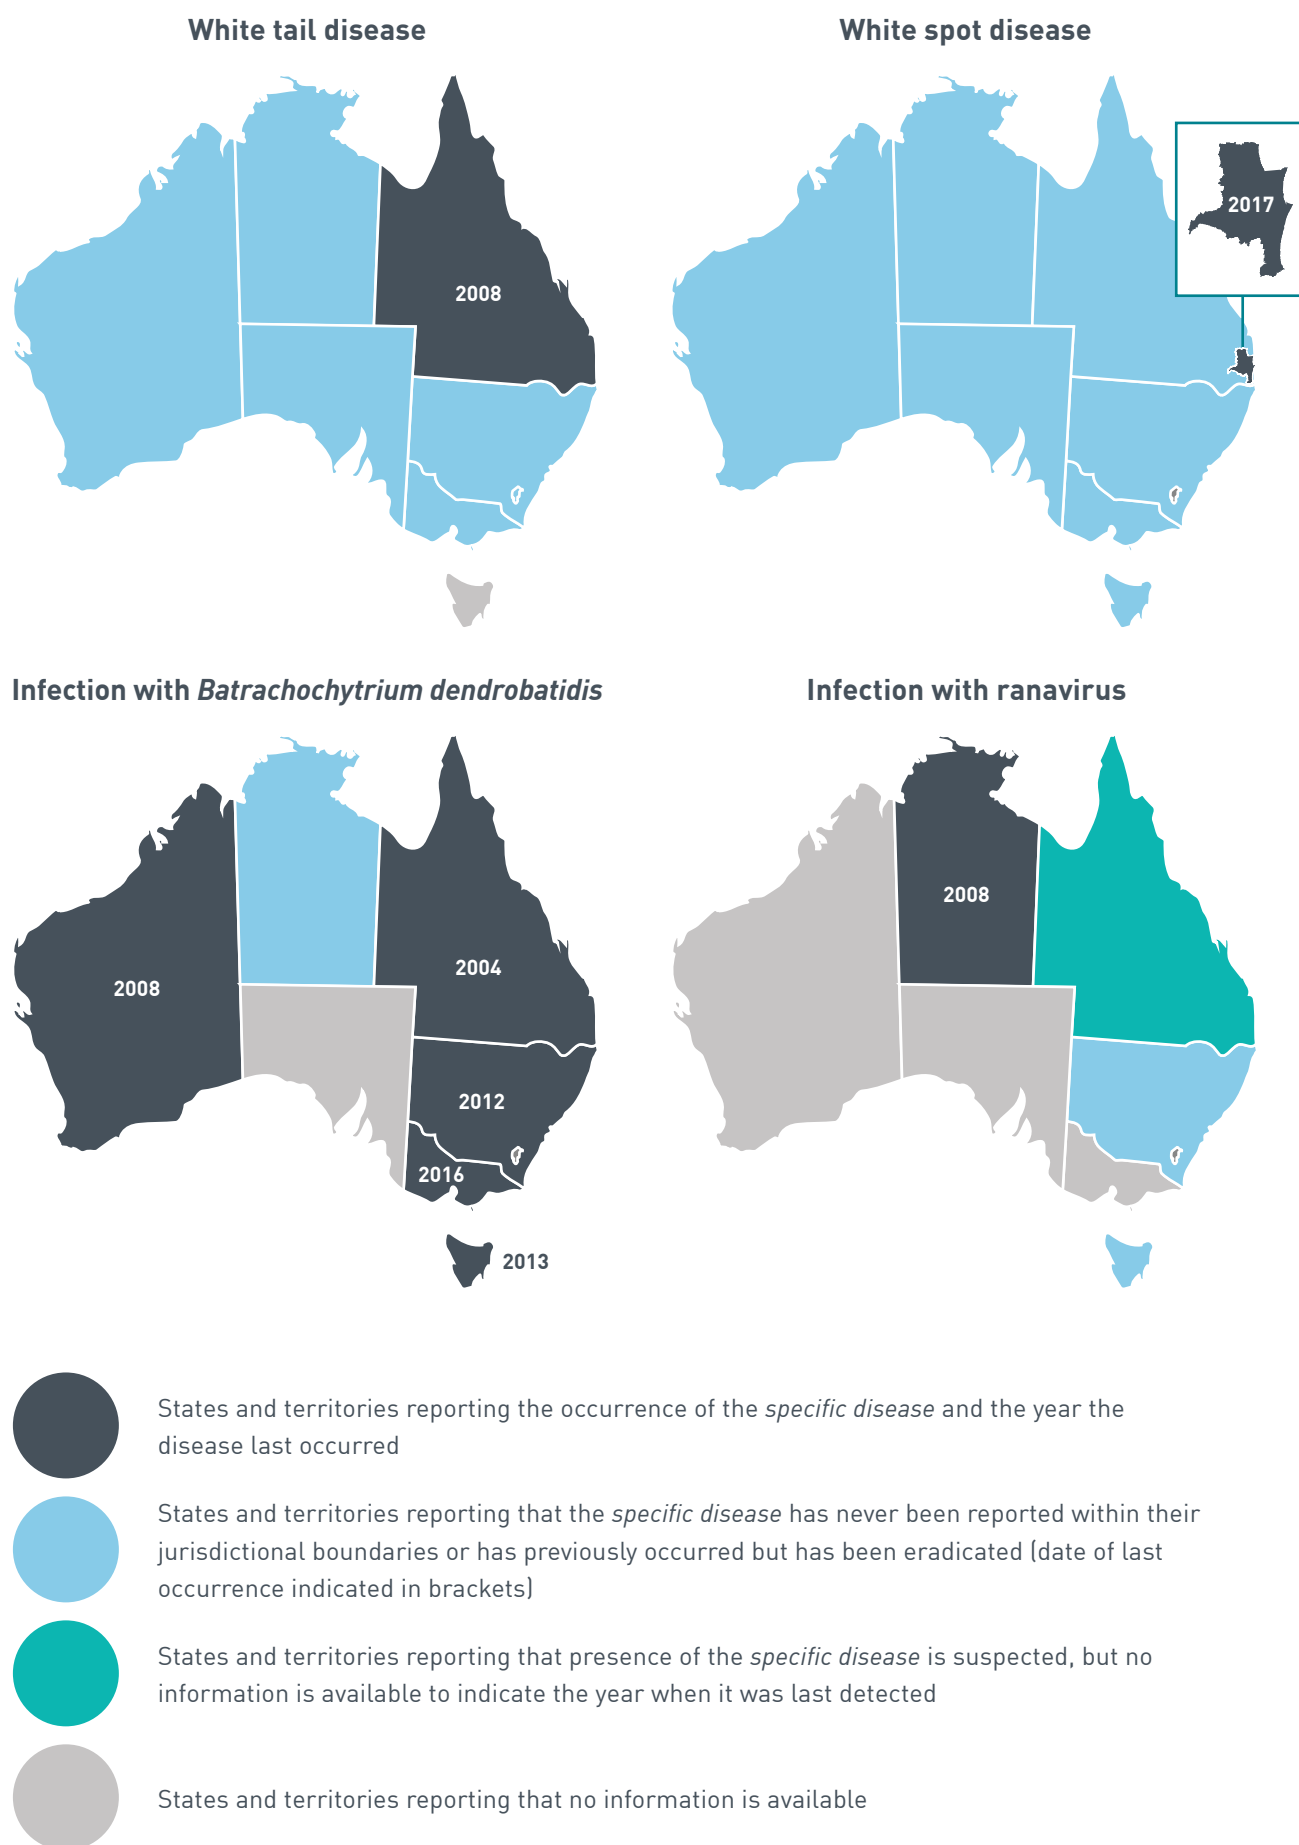 White tail disease
White spot disease
2008
2017
Infection with Batrachochytrium dendrobatidis
Infection with ranavirus
2008
2004
2012
2016
2013
2008
States and territories reporting the occurrence of the specific disease and the year the
disease last occurred
States and territories reporting that the specific disease has never been reported within their
jurisdictional boundaries or has previously occurred but has been eradicated (date of last
occurrence indicated in brackets)
States and territories reporting that presence of the specific disease is suspected, but no
information is available to indicate the year when it was last detected
States and territories reporting that no information is available